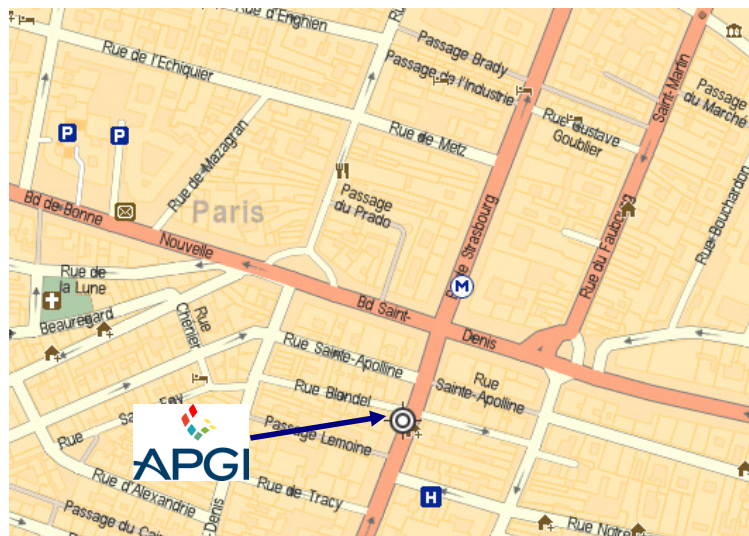 Rue d'Enghien
Rue de l'Echiquier
Passage Brady
Passage de l'Industrie
Saint-Martin
Passage
du Marché
Rue Gustave
Goublier
Rue de Metz
P
P
Rue de Mazagran
Passage
du Prado
Paris
Bd de Bonne
Nouvelle
Rue Bouchardon
Rue du Faubourg
Strasbourg
M
Rue de
la Lune
Beauregard
Rue
Chénier
Bd Saint-
Denis
Rue Sainte-Apolline
Rue
Sainte-Apolline
Rue Blondel
Rue
Passage Lemoine
APGI
Rue d'Alexandrie
Rue de Tracy
H
-Denis
Passage du
Rue Notre